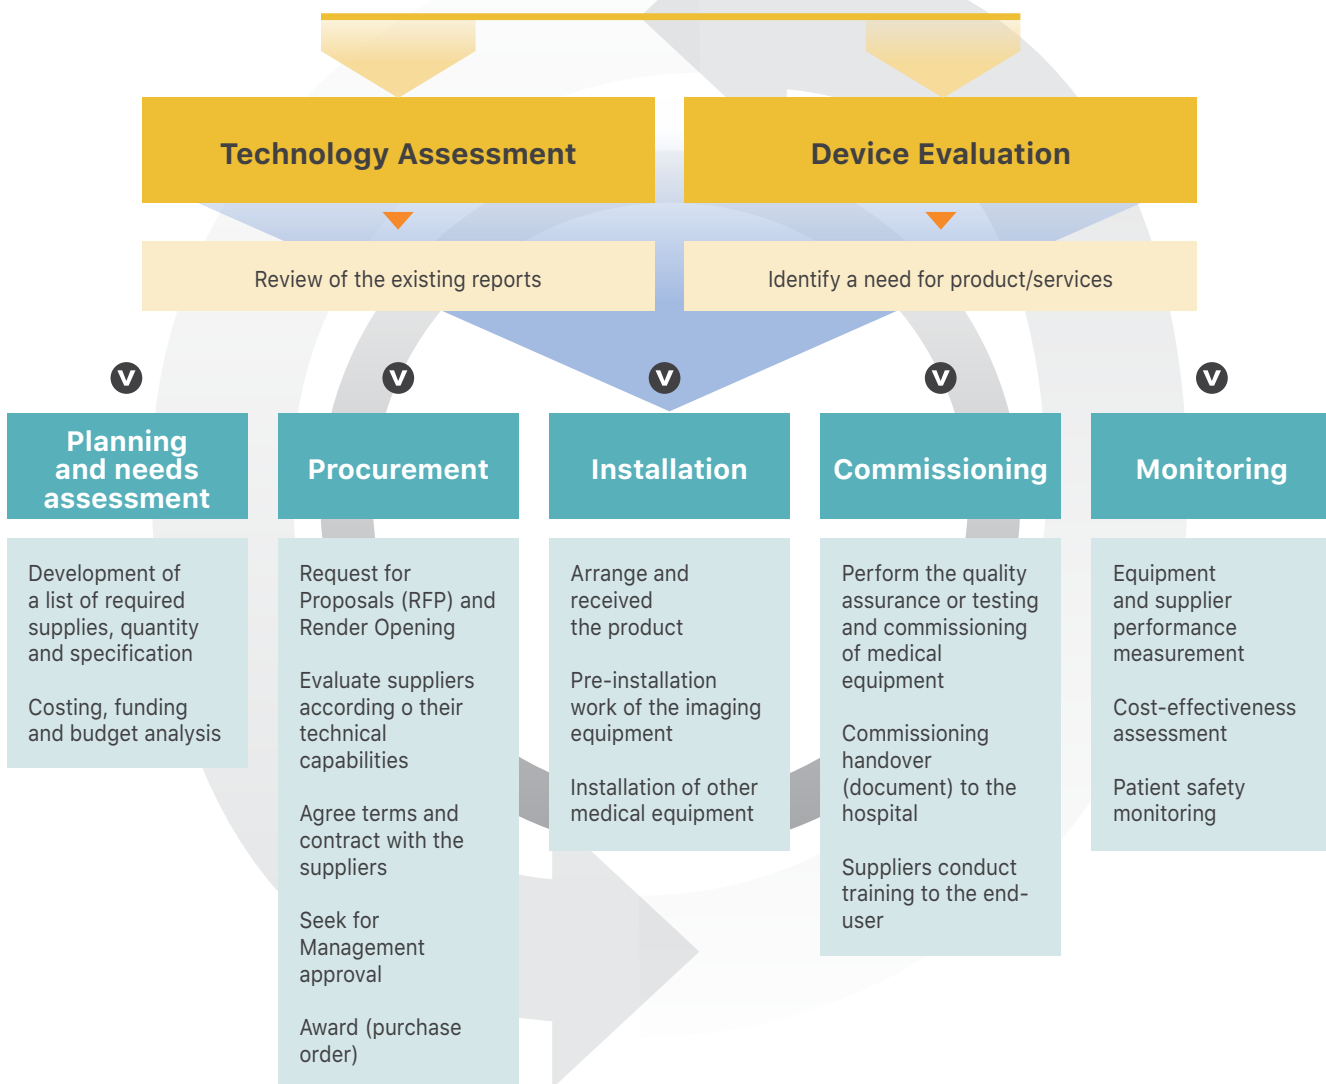 Technology Assessment
Device Evaluation
Review of the existing reports
Identify a need for product/services
V
V
V
V
V
Planning
and needs
assessment
Procurement
Installation
Commissioning
Monitoring
Development of
a list of required
supplies, quantity
and specification
Costing, funding
and budget analysis
Request for
Proposals (RFP) and
Render Opening
Evaluate suppliers
according o their
technical
capabilities
Agree terms and
contract with the
suppliers
Seek for
Management
approval
Award (purchase
order)
Arrange and
received
the product
Pre-installation
work of the imaging
equipment
Installation of other
medical equipment
Perform the quality
assurance or testing
and commissioning
of medical
equipment
Commissioning
handover
(document) to the
hospital
Suppliers conduct
training to the end-
user
Equipment
and supplier
performance
measurement
Cost-effectiveness
assessment
Patient safety
monitoring